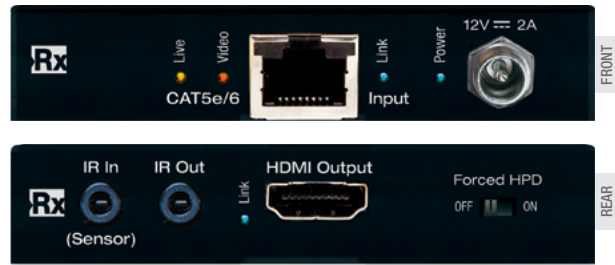 12V ⎓ 2A
Rx
Live
Video
Link
Power
CAT5e/6
Input
FRONT
IR In
IR Out
HDMI Output
Link
Forced HPD
Rx
OFF
ON
(Sensor)
REAR